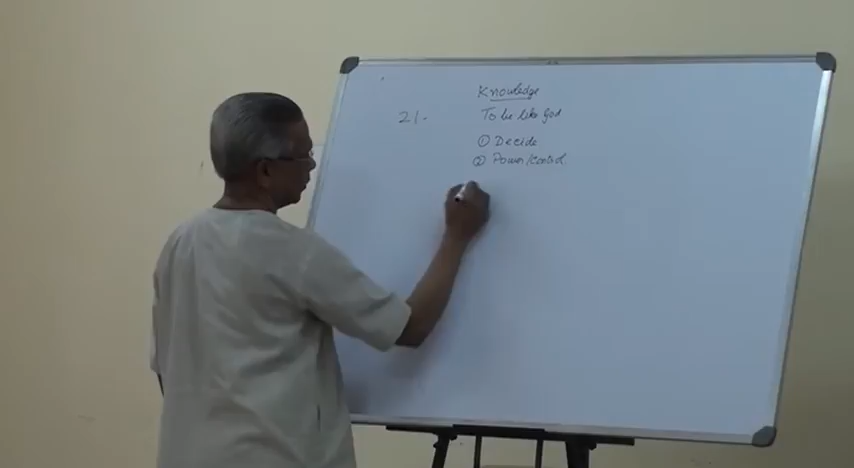 Knowledge
21. To be like God
① Decide
② Power/control.